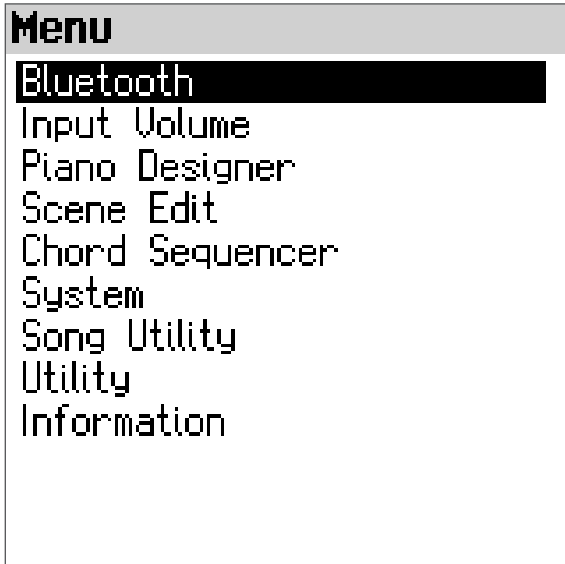 Menu
Bluetooth
Input Volume
Piano Designer
Scene Edit
Chord Sequencer
System
Song Utility
Utility
Information